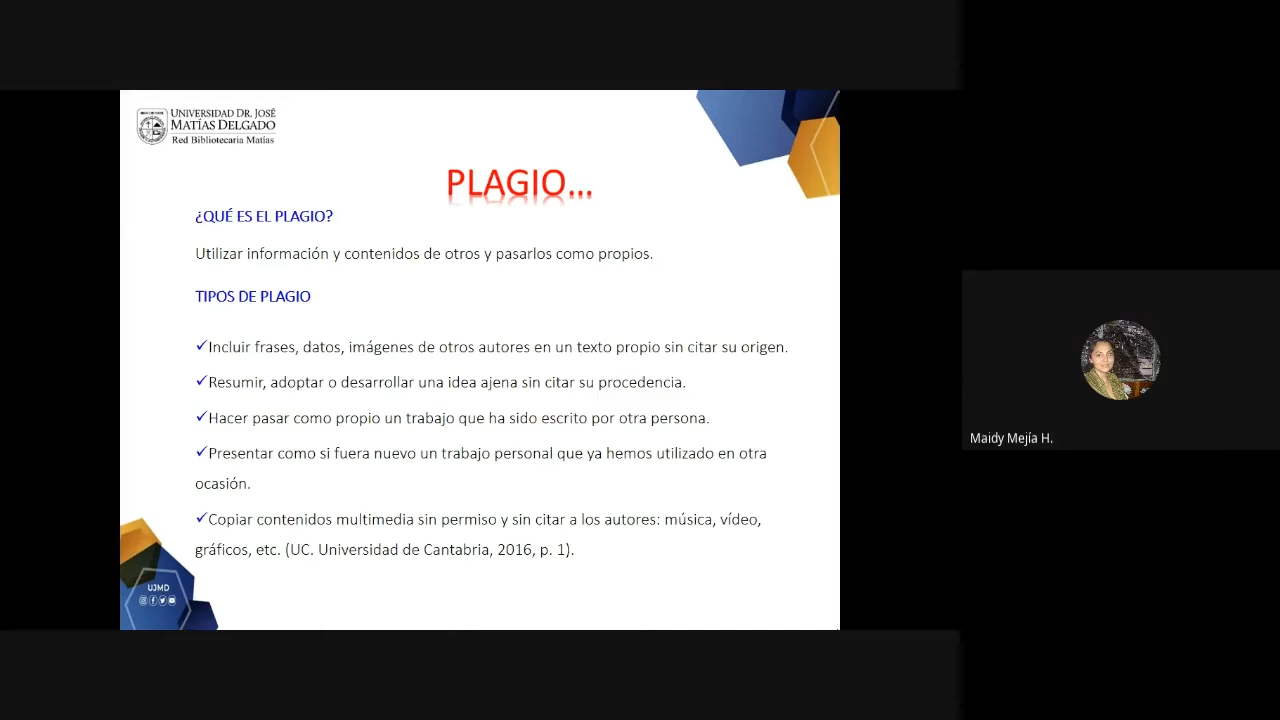 UNIVERSIDAD DR. JOSÉ
MATÍAS DELGADO
Red Bibliotecaria Matías
PLAGIO...
¿QUÉ ES EL PLAGIO?
Utilizar información y contenidos de otros y pasarlos como propios.
TIPOS DE PLAGIO
✓Incluir frases, datos, imágenes de otros autores en un texto propio sin citar su origen.
✓Resumir, adoptar o desarrollar una idea ajena sin citar su procedencia.
✓Hacer pasar como propio un trabajo que ha sido escrito por otra persona.
✓Presentar como si fuera nuevo un trabajo personal que ya hemos utilizado en otra
ocasión.
✓Copiar contenidos multimedia sin permiso y sin citar a los autores: música, vídeo,
gráficos, etc. (UC. Universidad de Cantabria, 2016, p. 1).
UJMD
Maidy Mejía H.